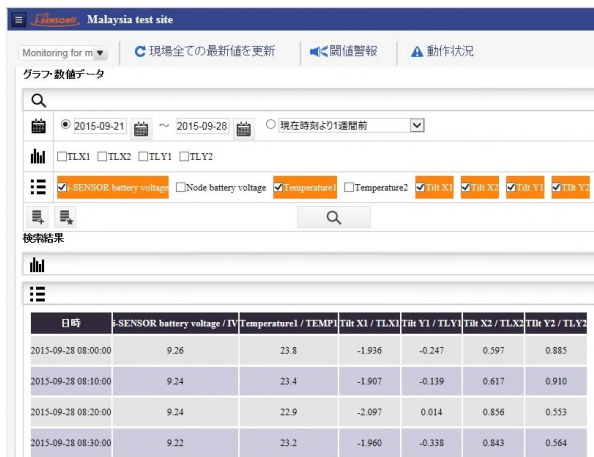 i-SENSOR Malaysia test site
Monitoring for m 現場全ての最新値を更新 閾値警報 動作状況
グラフ・数値データ
2015-09-21 ～ 2015-09-28 現在時刻より1週間前
TLX1 TLX2 TLY1 TLY2
i-SENSOR battery voltage Node battery voltage Temperature1 Temperature2 Tilt X1 Tilt X2 Tilt Y1 TIlt Y2
検索結果
日時 i-SENSOR battery voltage / IV Temperature1 / TEMP1 Tilt X1 / TLX1 Tilt Y1 / TLY1 Tilt X2 / TLX2 TIlt Y2 / TLY2
2015-09-28 08:00:00 9.26 23.8 -1.936 -0.247 0.597 0.885
2015-09-28 08:10:00 9.24 23.4 -1.907 -0.139 0.617 0.910
2015-09-28 08:20:00 9.24 22.9 -2.097 0.014 0.856 0.553
2015-09-28 08:30:00 9.22 23.2 -1.960 -0.338 0.843 0.564